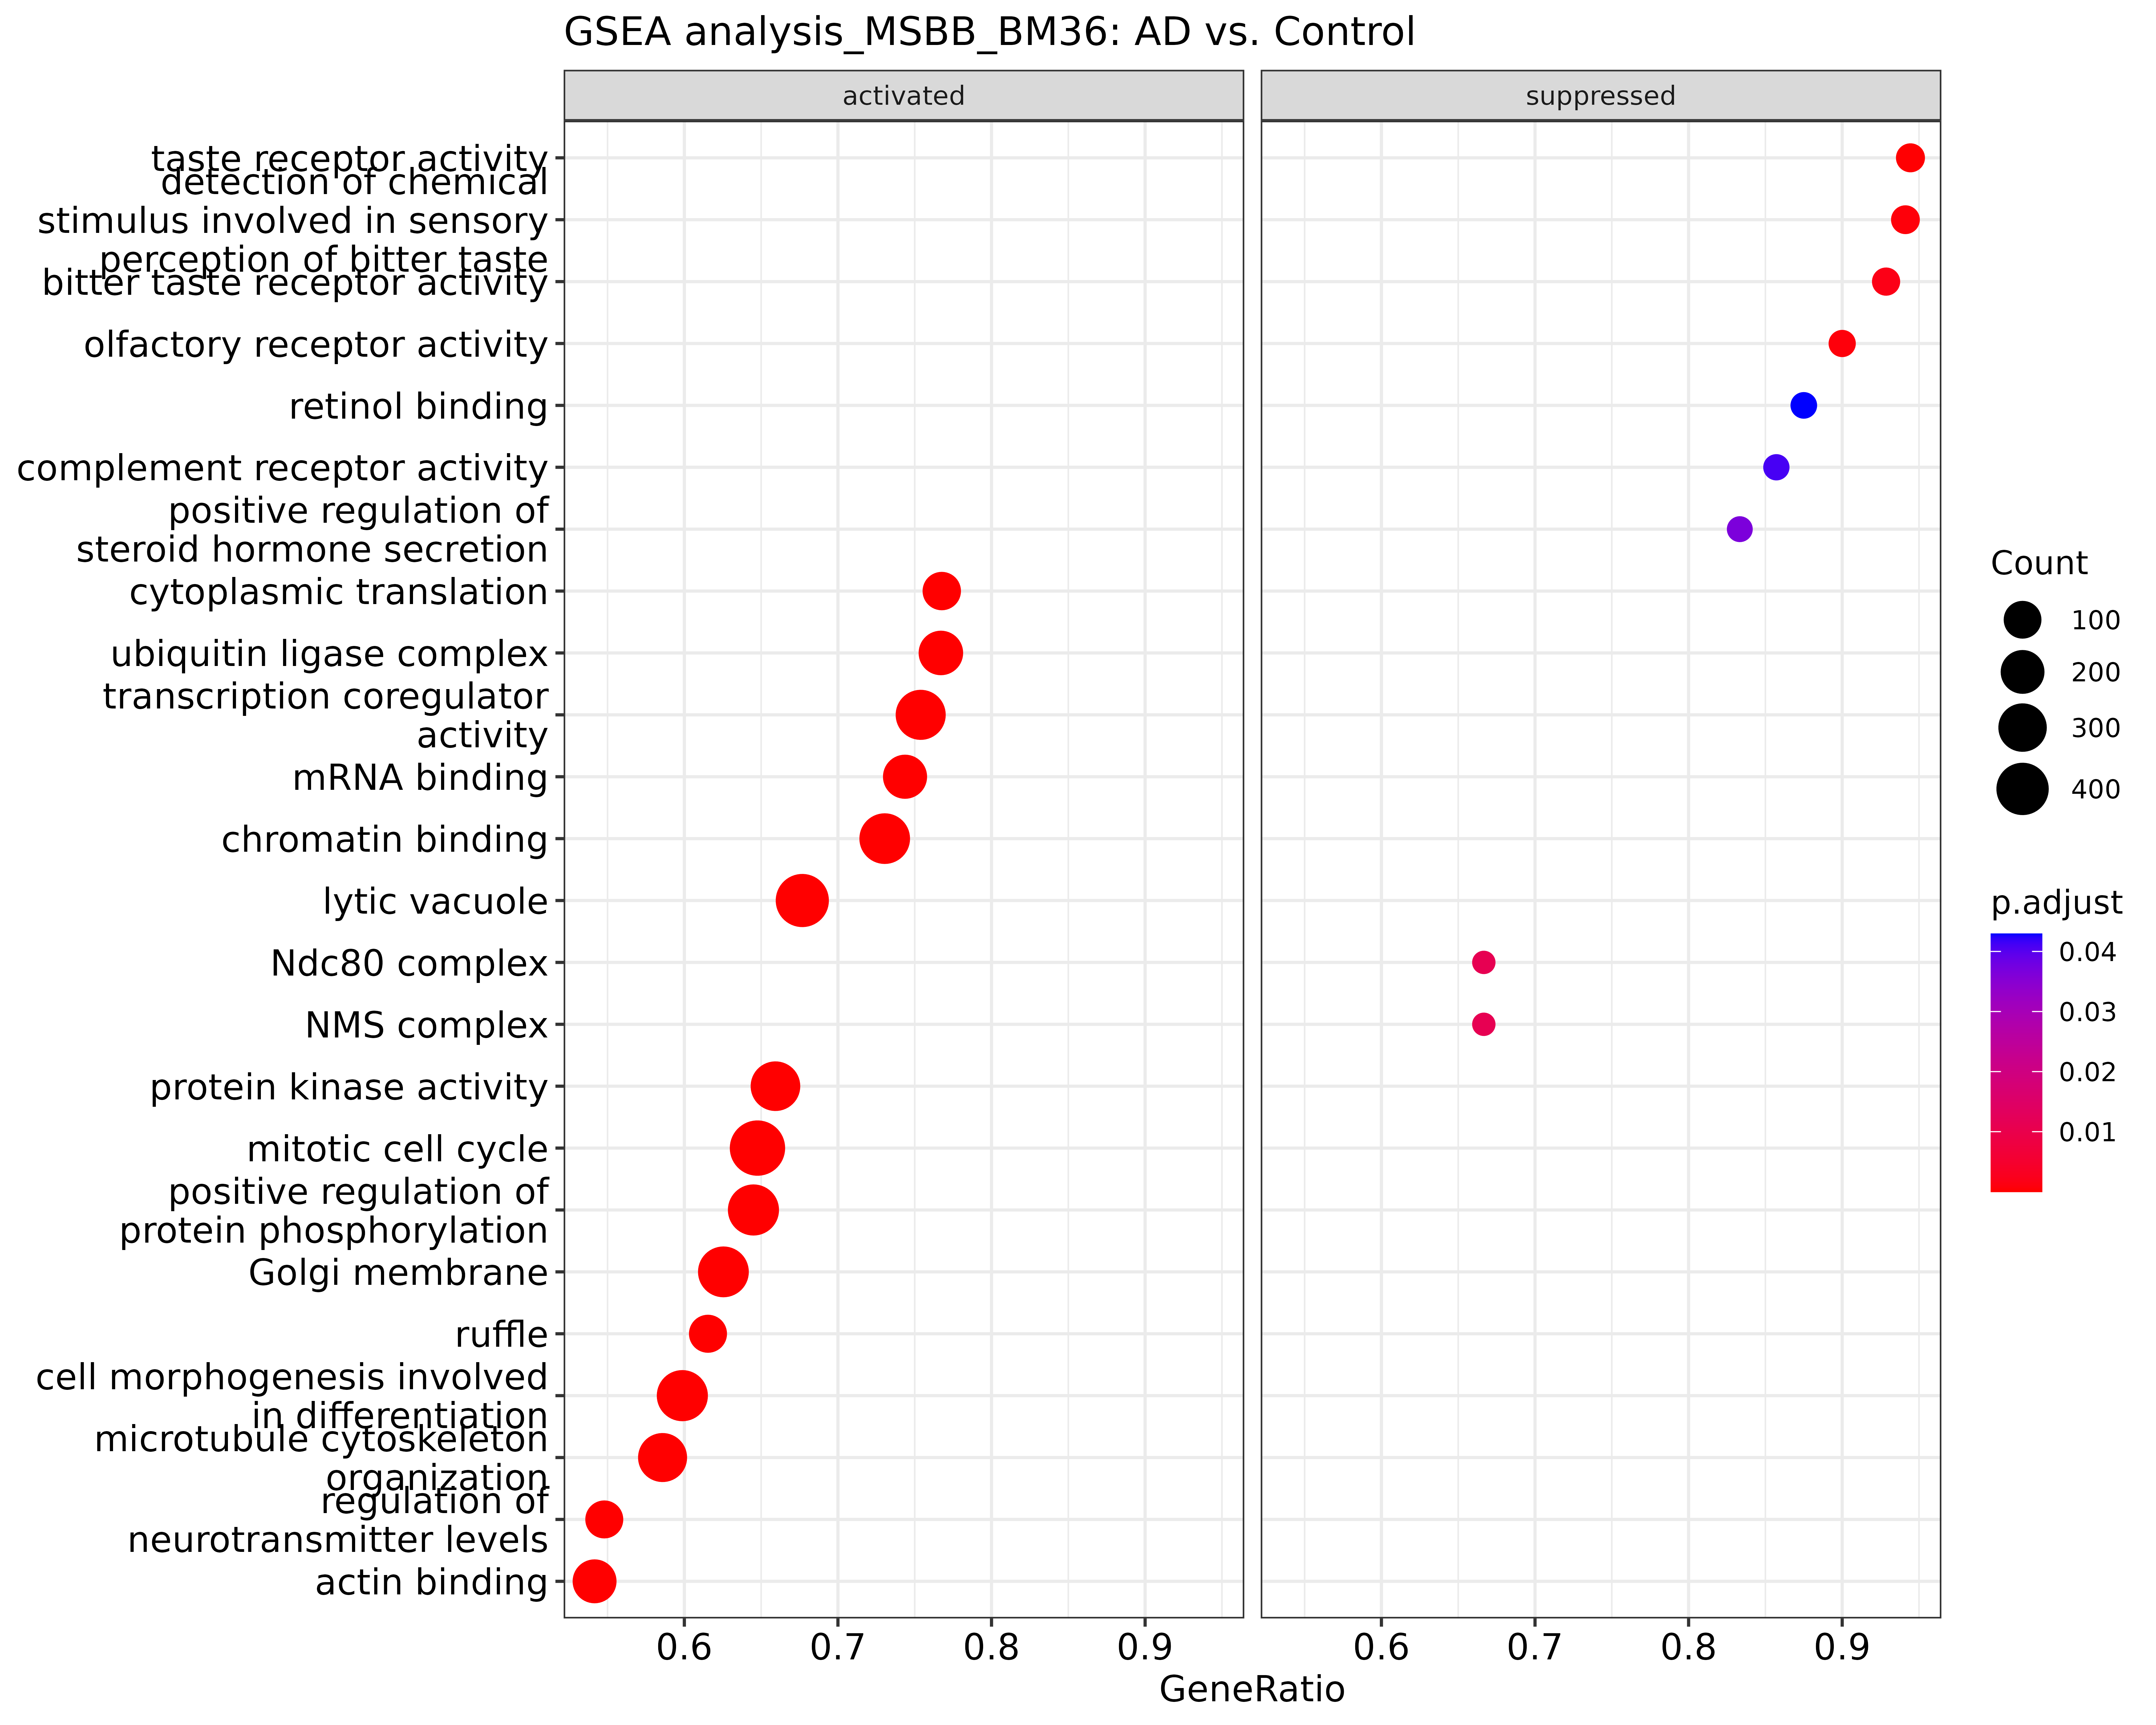 GSEA analysis_MSBB_BM36: AD vs. Control
activated
suppressed
taste receptor activity
detection of chemical
stimulus involved in sensory
perception of bitter taste
bitter taste receptor activity
olfactory receptor activity
retinol binding
complement receptor activity
positive regulation of
steroid hormone secretion
cytoplasmic translation
ubiquitin ligase complex
transcription coregulator
activity
mRNA binding
chromatin binding
lytic vacuole
Ndc80 complex
NMS complex
protein kinase activity
mitotic cell cycle
positive regulation of
protein phosphorylation
Golgi membrane
ruffle
cell morphogenesis involved
in differentiation
microtubule cytoskeleton
organization
regulation of
neurotransmitter levels
actin binding
0.6 0.7 0.8 0.9
0.6 0.7 0.8 0.9
GeneRatio
Count
100
200
300
400
p.adjust
0.04
0.03
0.02
0.01